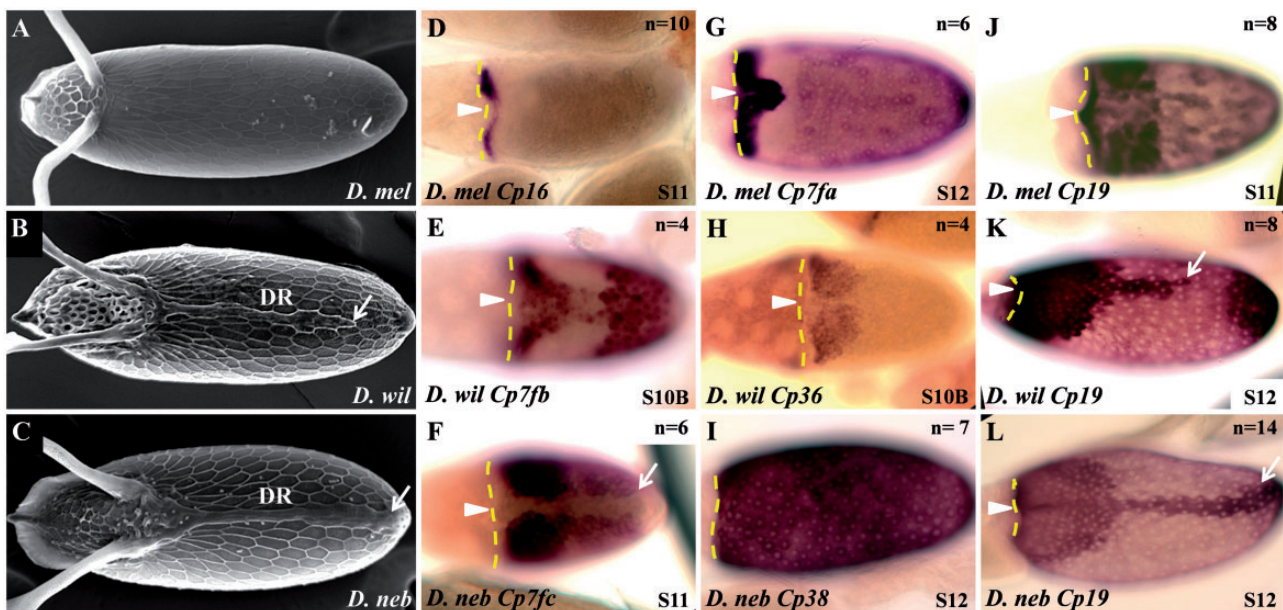 A
D. mel
B
DR
D. wil
C
DR
D. neb
D
n=10
D. mel Cp16
S11
E
n=4
D. wil Cp7fb
S10B
F
n=6
D. neb Cp7fc
S11
G
n=6
D. mel Cp7fa
S12
H
n=4
D. wil Cp36
S10B
I
n= 7
D. neb Cp38
S12
J
n=8
D. mel Cp19
S11
K
n=8
D. wil Cp19
S12
L
n=14
D. neb Cp19
S12